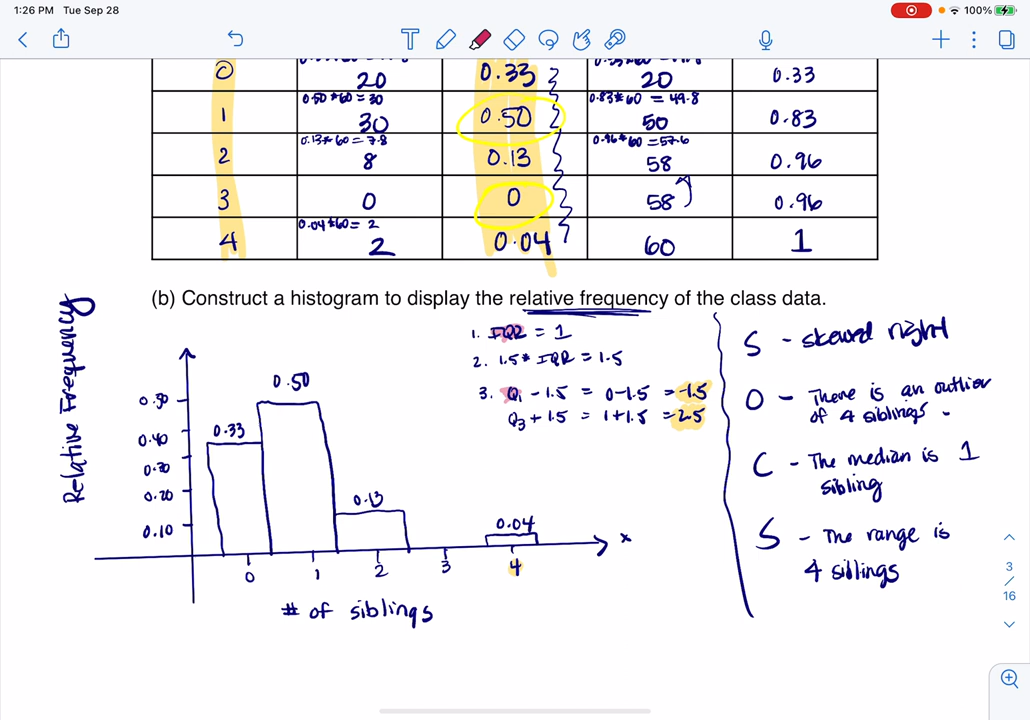 1:26 PM Tue Sep 28
100%
0 20 0.33 20 0.33
0.50*60=30 0.83*60 = 49.8
1 30 0.50 50 0.83
0.13*60=7.8 0.96*60=57.6
2 8 0.13 58 0.96
3 0 0 58 0.96
0.04*60= 2
4 2 0.04 60 1
(b) Construct a histogram to display the relative frequency of the class data.
Relative Frequency
0.50
0.40
0.30
0.20
0.10
0.33
0.50
0.13
0.04
0 1 2 3 4
x
# of siblings
1. IQR = 1
2. 1.5* IQR = 1.5
3. Q1 - 1.5 = 0-1.5 = -1.5
Q3 + 1.5 = 1+1.5 = 2.5
S - skewed right
O - There is an outlier
of 4 siblings.
C - The median is 1
sibling
S - The range is
4 siblings
3
/
16